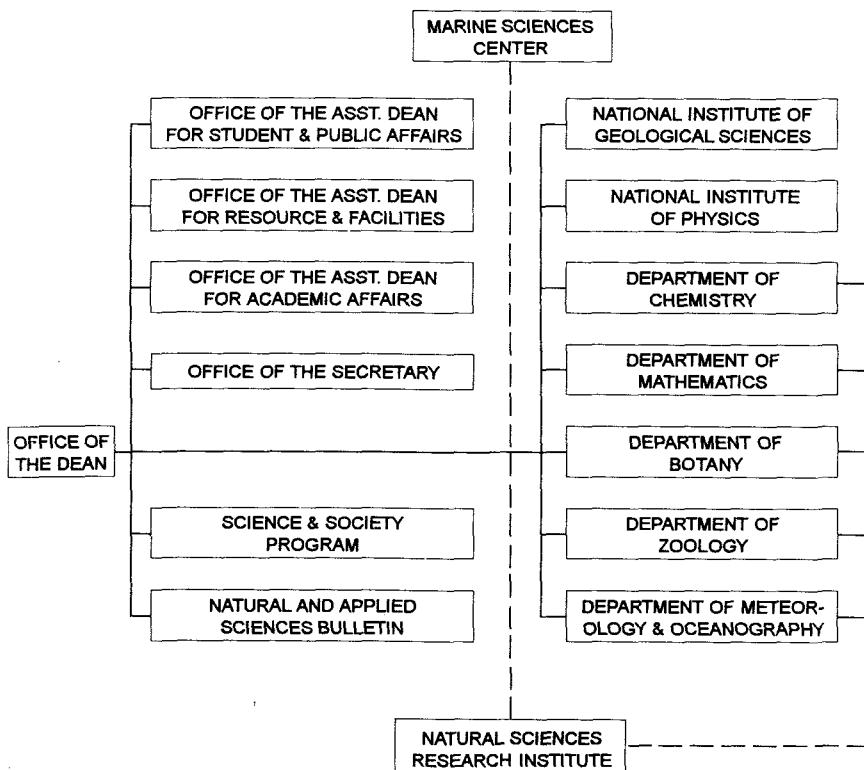 MARINE SCIENCES
CENTER
OFFICE OF THE ASST. DEAN
FOR STUDENT & PUBLIC AFFAIRS
OFFICE OF THE ASST. DEAN
FOR RESOURCE & FACILITIES
OFFICE OF THE ASST. DEAN
FOR ACADEMIC AFFAIRS
OFFICE OF THE SECRETARY
OFFICE OF
THE DEAN
SCIENCE & SOCIETY
PROGRAM
NATURAL AND APPLIED
SCIENCES BULLETIN
NATIONAL INSTITUTE OF
GEOLOGICAL SCIENCES
NATIONAL INSTITUTE
OF PHYSICS
DEPARTMENT OF
CHEMISTRY
DEPARTMENT OF
MATHEMATICS
DEPARTMENT OF
BOTANY
DEPARTMENT OF
ZOOLOGY
DEPARTMENT OF METEOR-
OLOGY & OCEANOGRAPHY
NATURAL SCIENCES
RESEARCH INSTITUTE